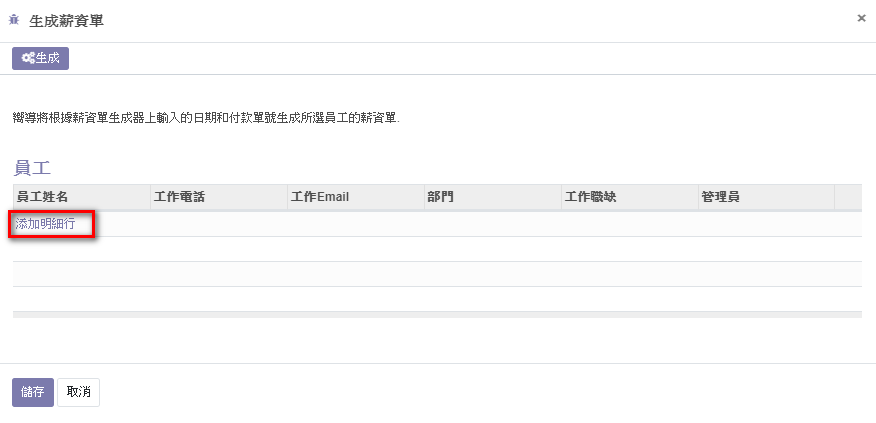 生成薪資單
×
生成
嚮導將根據薪資單生成器上輸入的日期和付款單號生成所選員工的薪資單.
員工
員工姓名 工作電話 工作Email 部門 工作職缺 管理員
添加明細行
儲存 取消